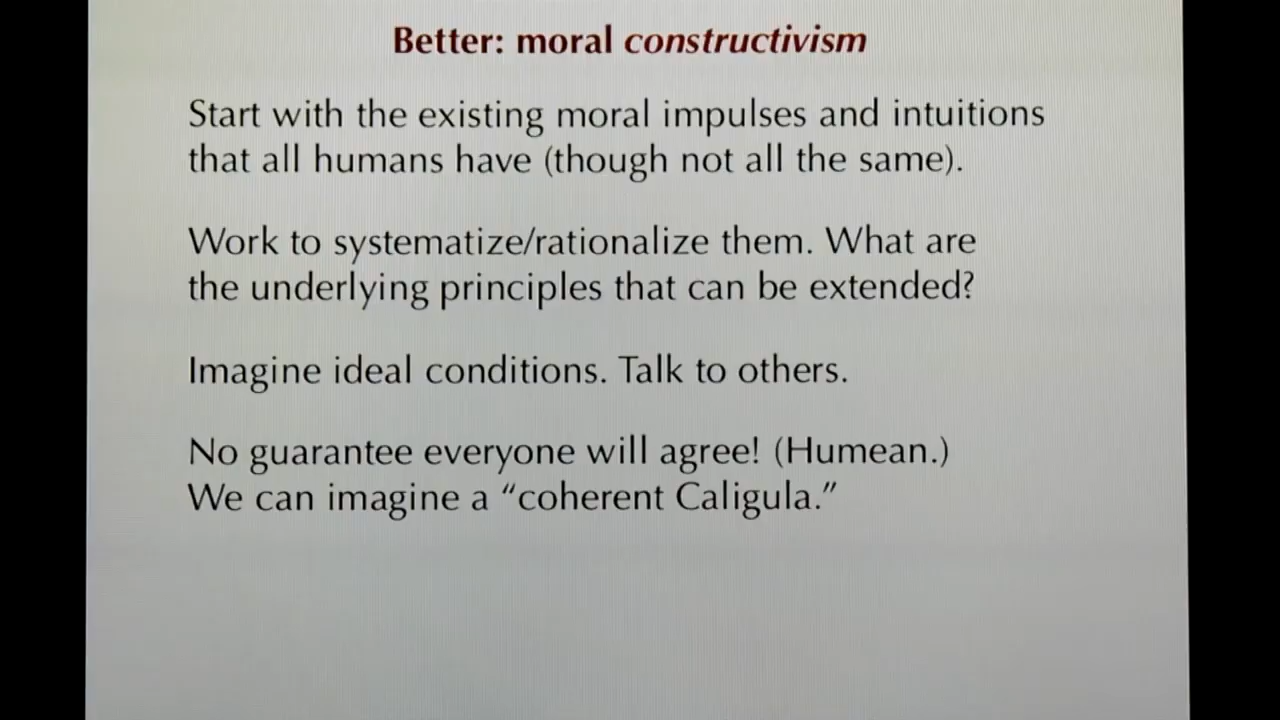 Better: moral constructivism
Start with the existing moral impulses and intuitions
that all humans have (though not all the same).
Work to systematize/rationalize them. What are
the underlying principles that can be extended?
Imagine ideal conditions. Talk to others.
No guarantee everyone will agree! (Humean.)
We can imagine a “coherent Caligula.”